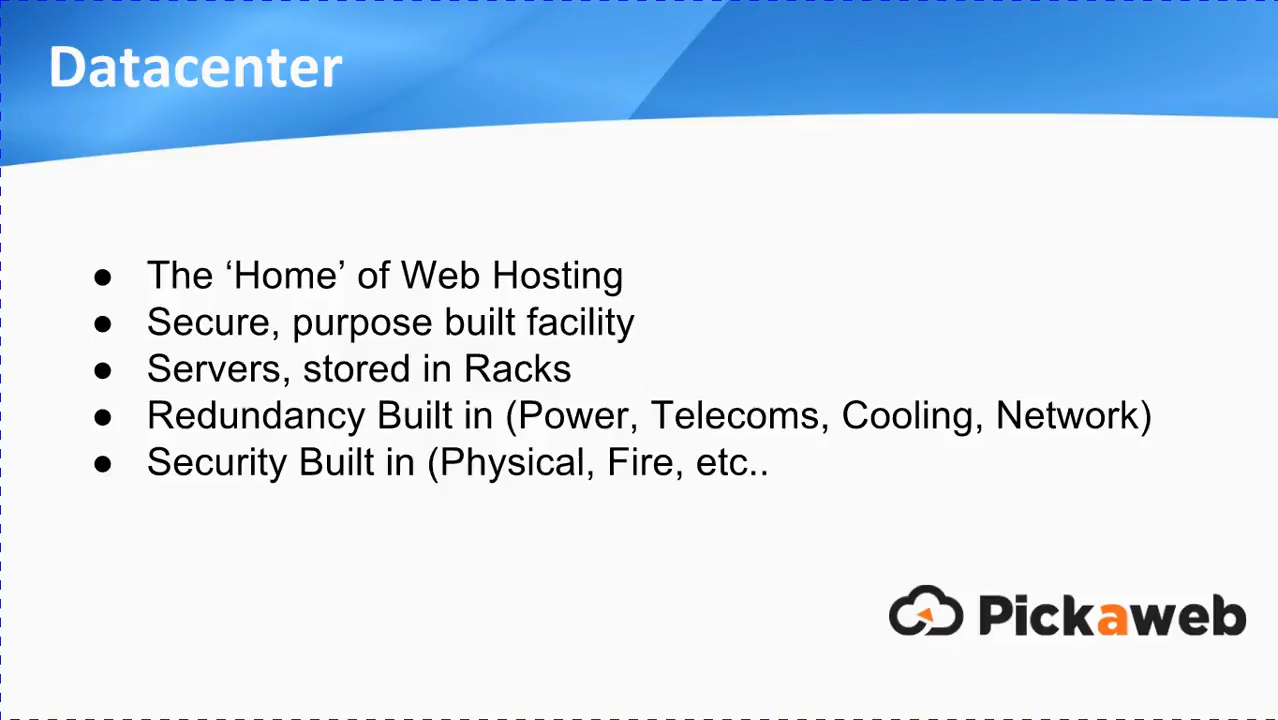 Datacenter
● The ‘Home’ of Web Hosting
● Secure, purpose built facility
● Servers, stored in Racks
● Redundancy Built in (Power, Telecoms, Cooling, Network)
● Security Built in (Physical, Fire, etc..
Pickaweb